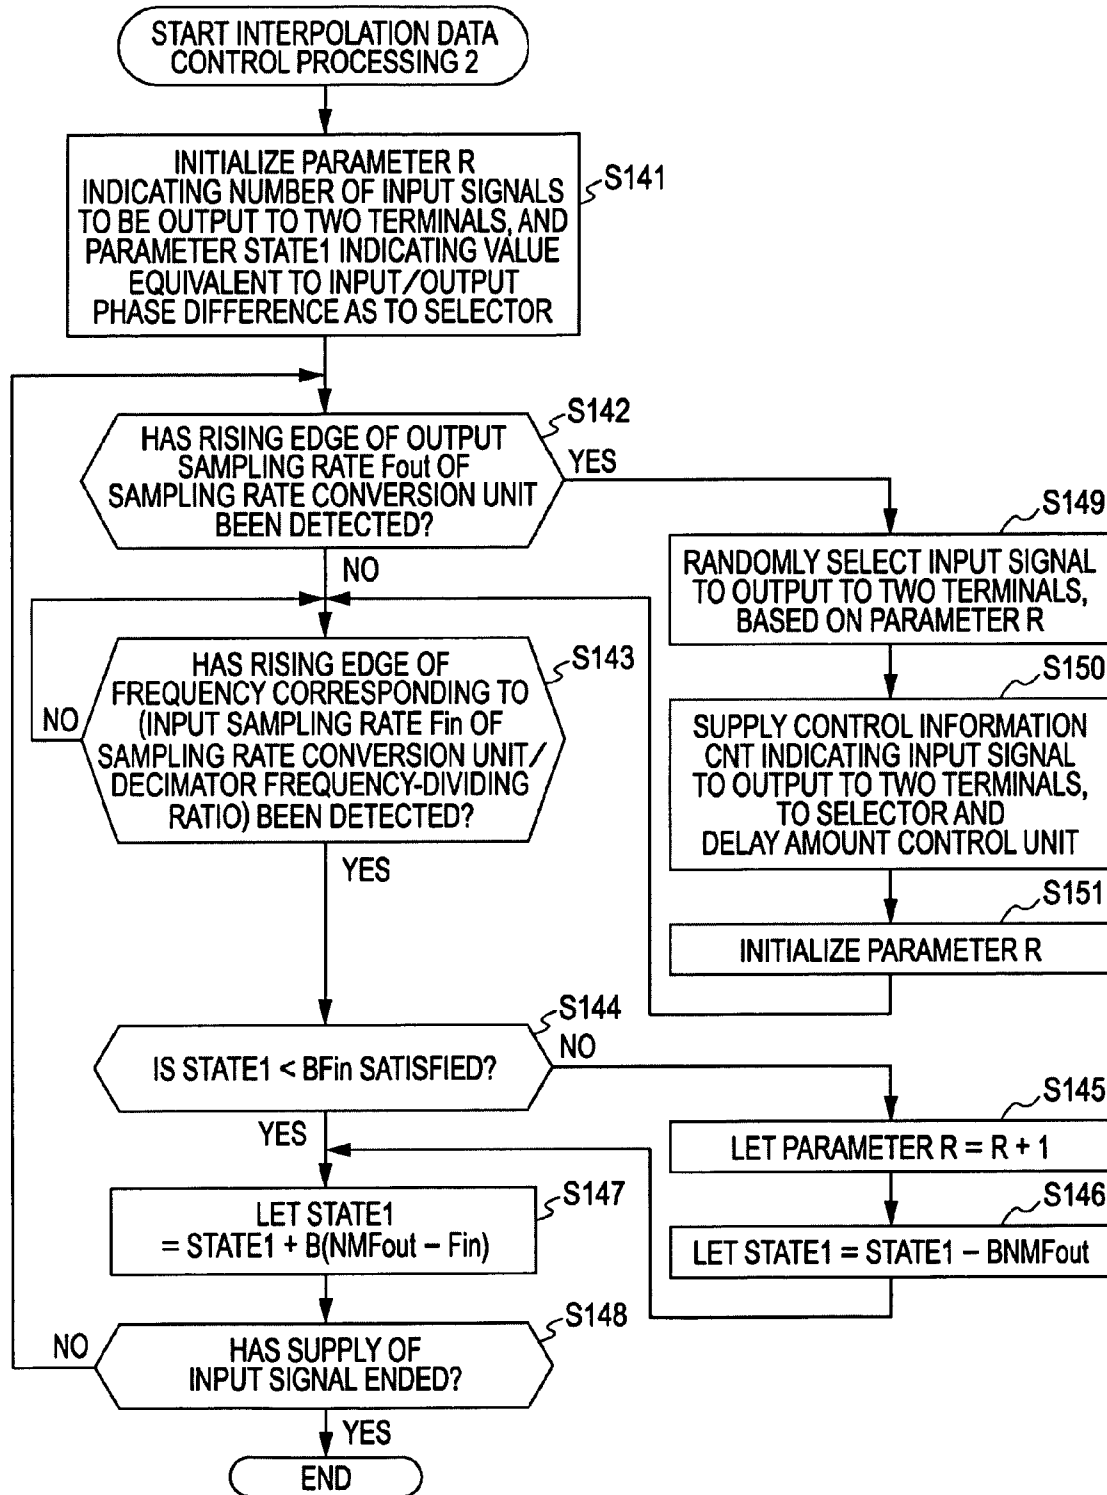 START INTERPOLATION DATA
CONTROL PROCESSING 2
INITIALIZE PARAMETER R
INDICATING NUMBER OF INPUT SIGNALS
TO BE OUTPUT TO TWO TERMINALS, AND
PARAMETER STATE1 INDICATING VALUE
EQUIVALENT TO INPUT/OUTPUT
PHASE DIFFERENCE AS TO SELECTOR
S141
HAS RISING EDGE OF OUTPUT
SAMPLING RATE Fout OF
SAMPLING RATE CONVERSION UNIT
BEEN DETECTED?
S142
YES
NO
S149
RANDOMLY SELECT INPUT SIGNAL
TO OUTPUT TO TWO TERMINALS,
BASED ON PARAMETER R
S150
SUPPLY CONTROL INFORMATION
CNT INDICATING INPUT SIGNAL
TO OUTPUT TO TWO TERMINALS,
TO SELECTOR AND
DELAY AMOUNT CONTROL UNIT
S151
INITIALIZE PARAMETER R
HAS RISING EDGE OF
FREQUENCY CORRESPONDING TO
(INPUT SAMPLING RATE Fin OF
SAMPLING RATE CONVERSION UNIT/
DECIMATOR FREQUENCY-DIVIDING
RATIO) BEEN DETECTED?
S143
NO
YES
S144
IS STATE1 < BFin SATISFIED?
NO
YES
S145
LET PARAMETER R = R + 1
S146
LET STATE1 = STATE1 – BNMFout
S147
LET STATE1
= STATE1 + B(NMFout – Fin)
S148
HAS SUPPLY OF
INPUT SIGNAL ENDED?
NO
YES
END